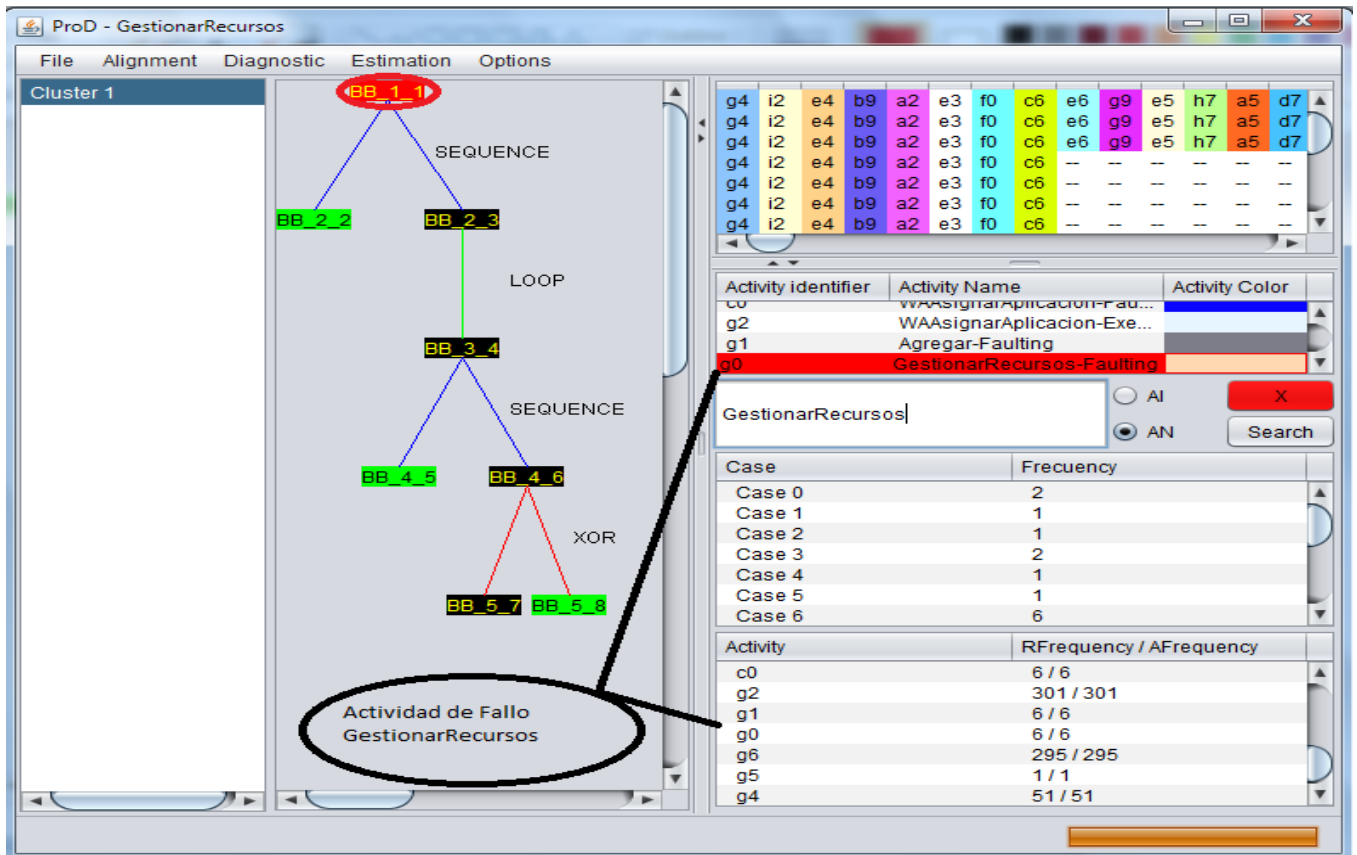 ProD - GestionarRecursos
File Alignment Diagnostic Estimation Options
Cluster 1
BB_1_1
SEQUENCE
BB_2_2 BB_2_3
LOOP
BB_3_4
SEQUENCE
BB_4_5 BB_4_6
XOR
BB_5_7 BB_5_8
Actividad de Fallo
GestionarRecursos
g4 i2 e4 b9 a2 e3 f0 c6 e6 g9 e5 h7 a5 d7
g4 i2 e4 b9 a2 e3 f0 c6 e6 g9 e5 h7 a5 d7
g4 i2 e4 b9 a2 e3 f0 c6 e6 g9 e5 h7 a5 d7
g4 i2 e4 b9 a2 e3 f0 c6 -- -- -- -- -- --
g4 i2 e4 b9 a2 e3 f0 c6 -- -- -- -- -- --
g4 i2 e4 b9 a2 e3 f0 c6 -- -- -- -- -- --
g4 i2 e4 b9 a2 e3 f0 c6 -- -- -- -- -- --
Activity identifier Activity Name Activity Color
c0 WAAsignarAplicacion-Fau...
g2 WAAsignarAplicacion-Exe...
g1 Agregar-Faulting
g0 GestionarRecursos-Faulting
GestionarRecursos
AI X
AN Search
Case Frecuency
Case 0 2
Case 1 1
Case 2 1
Case 3 2
Case 4 1
Case 5 1
Case 6 6
Activity RFrequency / AFrequency
c0 6 / 6
g2 301 / 301
g1 6 / 6
g0 6 / 6
g6 295 / 295
g5 1 / 1
g4 51 / 51